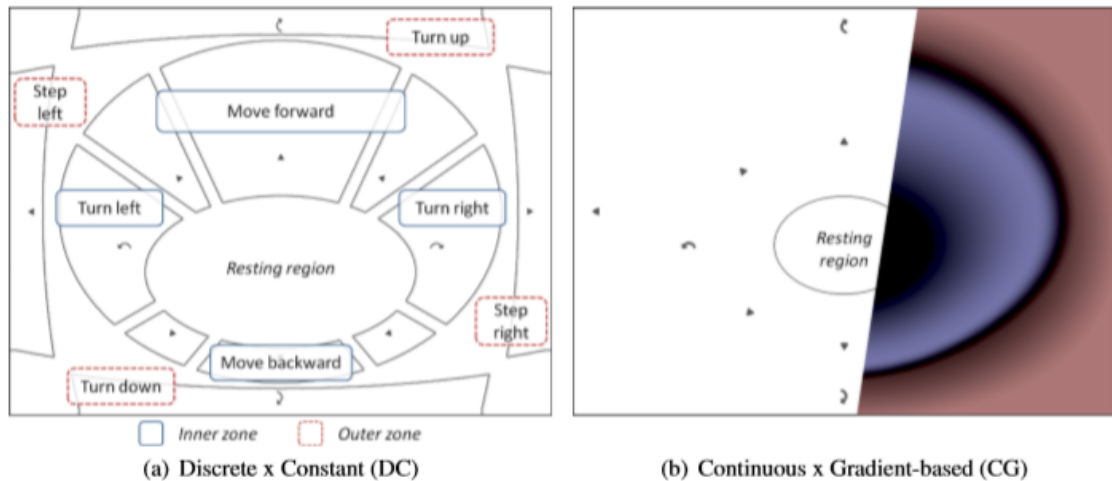 Turn up
Step
left
Move forward
Turn left
Turn right
Resting region
Step
right
Move backward
Turn down
Inner zone
Outer zone
(a) Discrete x Constant (DC)
Resting
region
(b) Continuous x Gradient-based (CG)